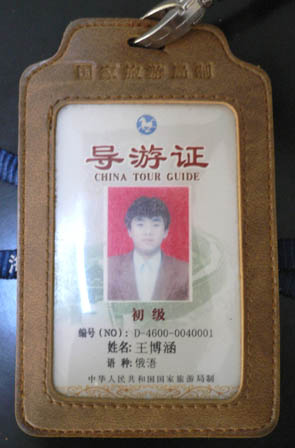 国家旅游局制
导游证
CHINA TOUR GUIDE
初级
编号(NO): D-4600-0040001
姓名: 王博涵
语种: 俄语
中华人民共和国国家旅游局制